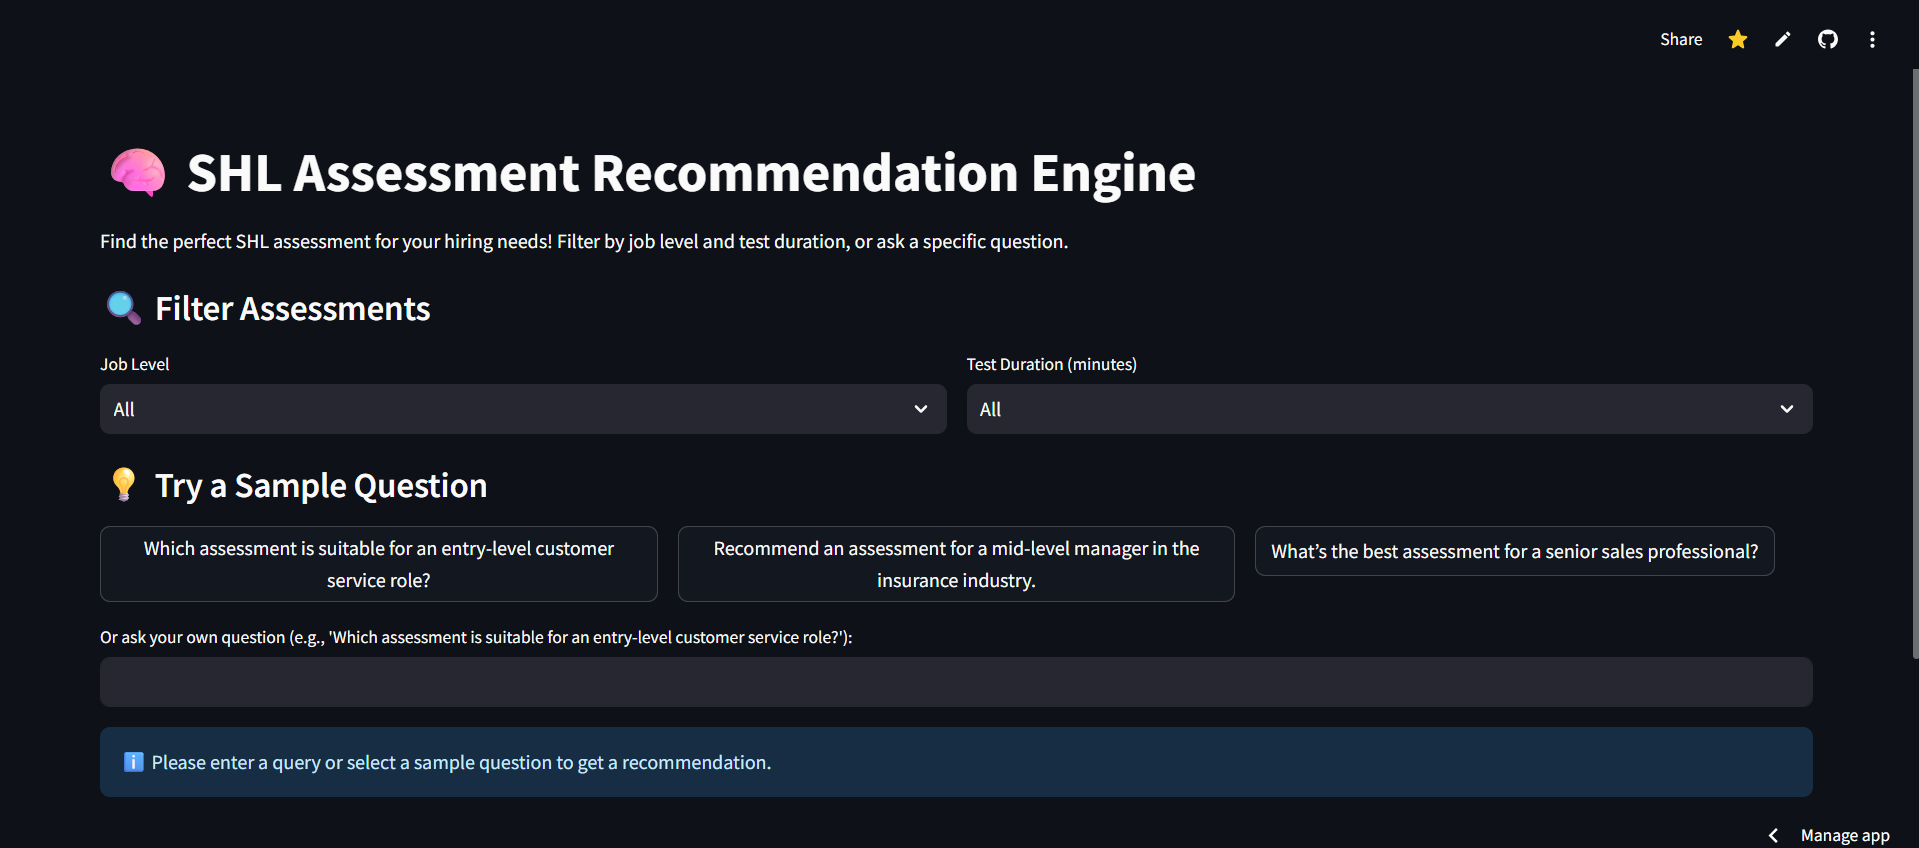 Share
SHL Assessment Recommendation Engine
Find the perfect SHL assessment for your hiring needs! Filter by job level and test duration, or ask a specific question.
Filter Assessments
Job Level
Test Duration (minutes)
All
All
Try a Sample Question
Which assessment is suitable for an entry-level customer
service role?
Recommend an assessment for a mid-level manager in the
insurance industry.
What’s the best assessment for a senior sales professional?
Or ask your own question (e.g., 'Which assessment is suitable for an entry-level customer service role?'):
Please enter a query or select a sample question to get a recommendation.
Manage app